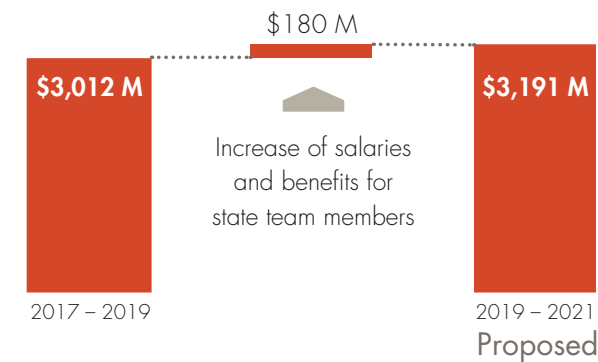 $180 M
$3,012 M
$3,191 M
Increase of salaries
and benefits for
state team members
2017 – 2019
2019 – 2021
Proposed